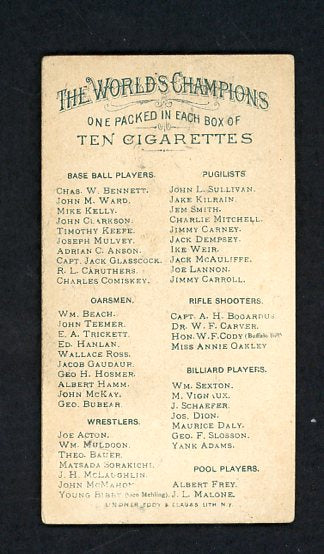 THE WORLD'S CHAMPIONS
ONE PACKED IN EACH BOX OF
TEN CIGARETTES
BASE BALL PLAYERS.
CHAS. W. BENNETT.
JOHN M. WARD.
MIKE KELLY.
JOHN CLARKSON.
TIMOTHY KEEFE.
JOSEPH MULVEY.
ADRIAN C. ANSON.
CAPT. JACK GLASSCOCK.
R. L. CARUTHERS.
CHARLES COMISKEY.
OARSMEN.
WM. BEACH.
JOHN TEEMER.
E. A. TRICKETT.
ED. HANLAN.
WALLACE ROSS.
JACOB GAUDAUR.
GEO H. HOSMER.
ALBERT HAMM.
JOHN MCKAY.
GEO. BUBEAR.
WRESTLERS.
JOE ACTON.
WM. MULDOON.
THEO. BAUER.
MATSADA SORAKICHI.
J. H. MCLAUGHLIN.
JOHN MCMAHON.
YOUNG BIBBY (Geo Mehling).
PUGILISTS
JOHN L. SULLIVAN.
JAKE KILRAIN.
JEM SMITH.
CHARLIE MITCHELL.
JIMMY CARNEY.
JACK DEMPSEY.
IKE WEIR.
JACK MCAULIFFE.
JOE LANNON.
JIMMY CARROLL.
RIFLE SHOOTERS.
CAPT. A. H. BOGARDUS
DR. W. F. CARVER.
HON. W. F. CODY (Buffalo Bill)
MISS ANNIE OAKLEY
BILLIARD PLAYERS.
WM. SEXTON.
M. VIGNAUX.
J. SCHAEFER.
JOS. DION.
MAURICE DALY.
GEO. F. SLOSSON.
YANK ADAMS.
POOL PLAYERS.
ALBERT FREY.
J. L. MALONE.
LINDNER, EDDY & CLAUSS LITH. N.Y.